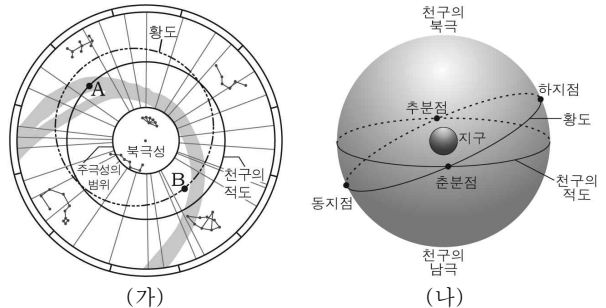 황도
A
북극성
주극성의
범위
B
천구의
적도
(가)
천구의
북극
하지점
추분점
황도
지구
춘분점
천구의
적도
동지점
천구의
남극
(나)